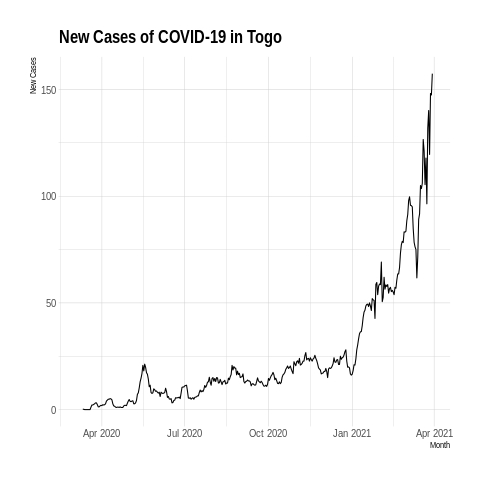 New Cases of COVID-19 in Togo
New Cases
150
100
50
0
Apr 2020
Jul 2020
Oct 2020
Jan 2021
Apr 2021
Month